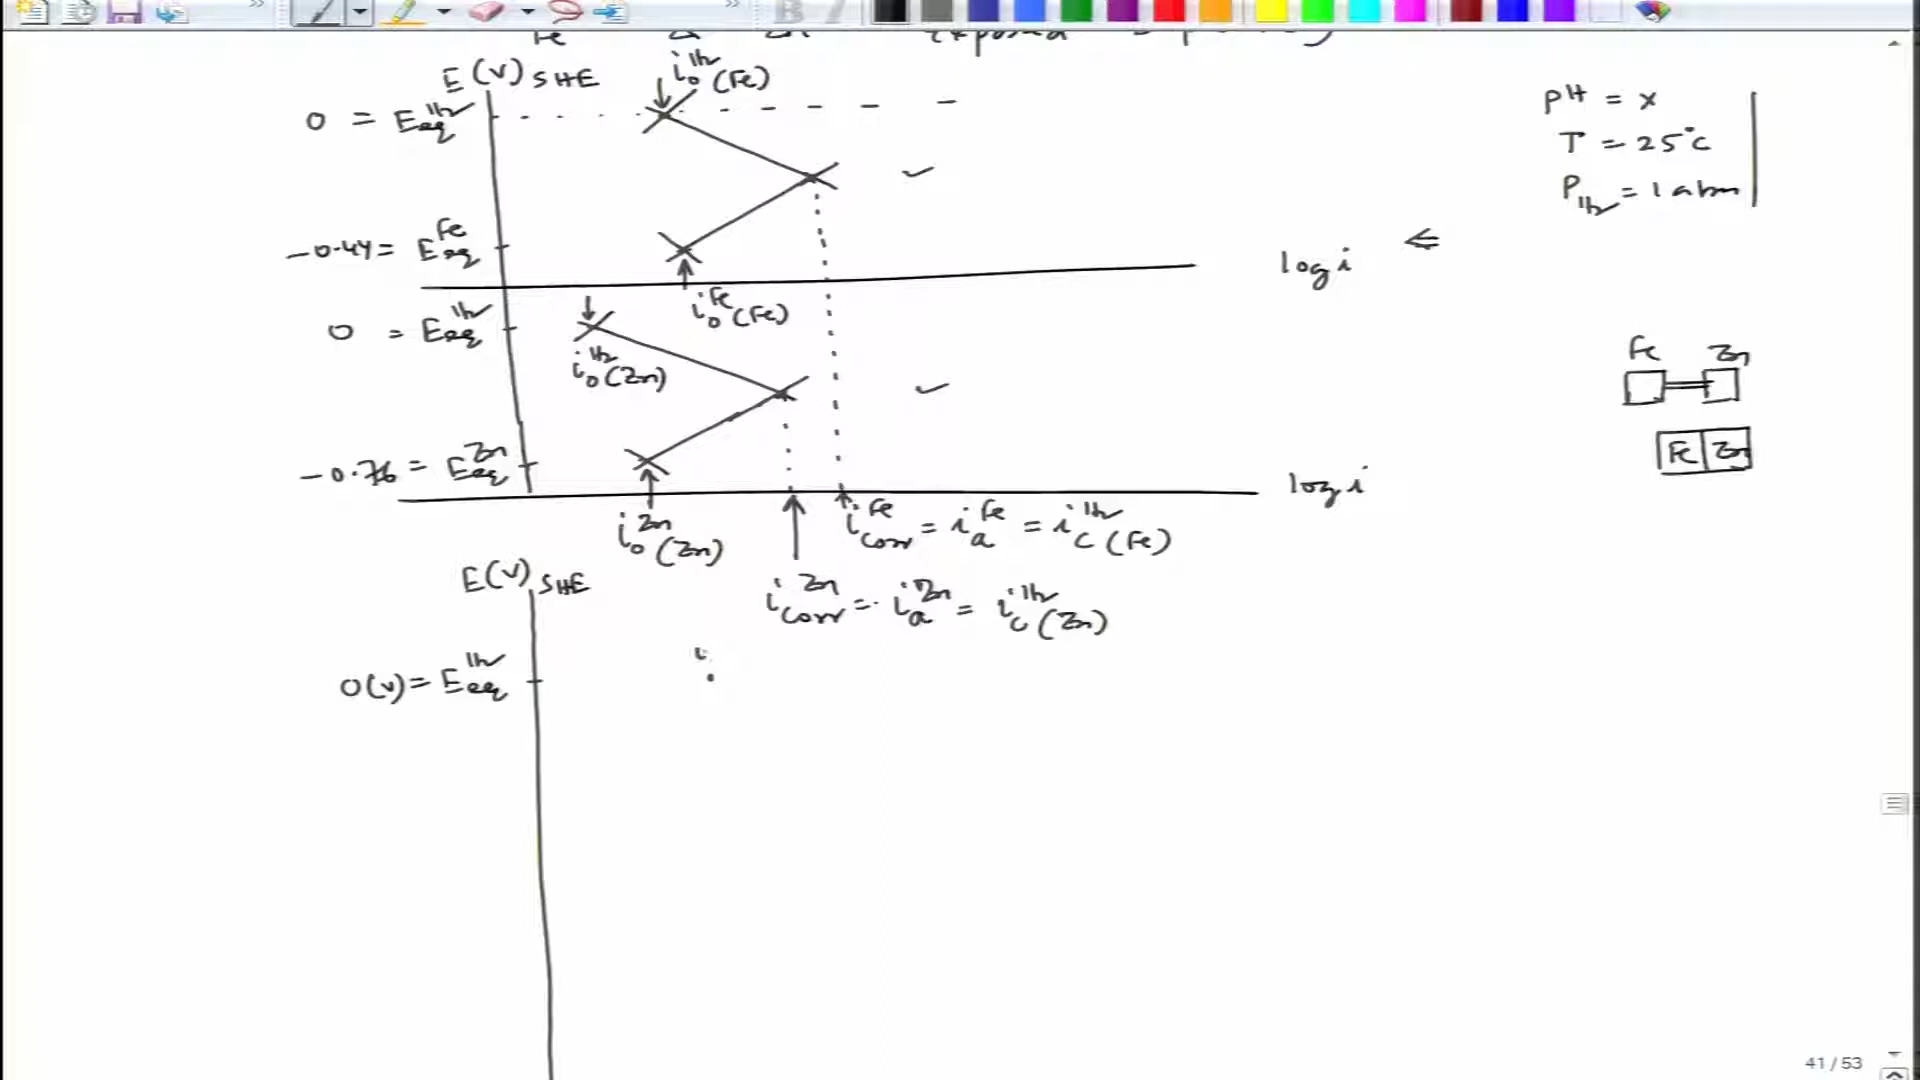 Fe & Zn exposed
E(V) SHE
i₀^H₂ (Fe)
0 = E_eq^H₂
pH = x
T = 25°C
P_H₂ = 1 atm
-0.44 = E_eq^Fe
log i
i₀^Fe (Fe)
0 = E_eq^H₂
i₀^H₂ (Zn)
Fe Zn
Fe Zn
-0.76 = E_eq^Zn
log i
i₀^Zn (Zn)
i_corr^Fe = i_a^Fe = i_c^H₂ (Fe)
E(V) SHE
i_corr^Zn = i_a^Zn = i_c^H₂ (Zn)
0(V) = E_eq^H₂
41 / 53